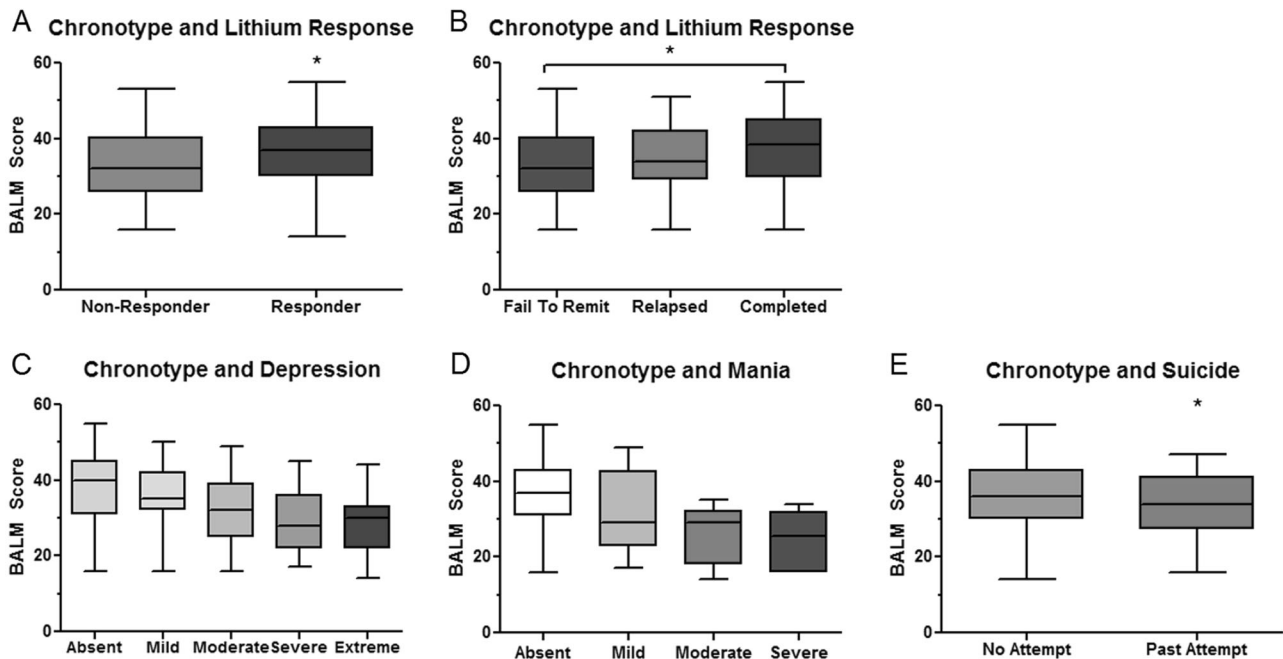 A Chronotype and Lithium Response
*
60
40
20
0
BALM Score
Non-Responder Responder
B Chronotype and Lithium Response
*
60
40
20
0
BALM Score
Fail To Remit Relapsed Completed
C Chronotype and Depression
60
40
20
0
BALM Score
Absent Mild Moderate Severe Extreme
D Chronotype and Mania
60
40
20
0
BALM Score
Absent Mild Moderate Severe
E Chronotype and Suicide
*
60
40
20
0
BALM Score
No Attempt Past Attempt